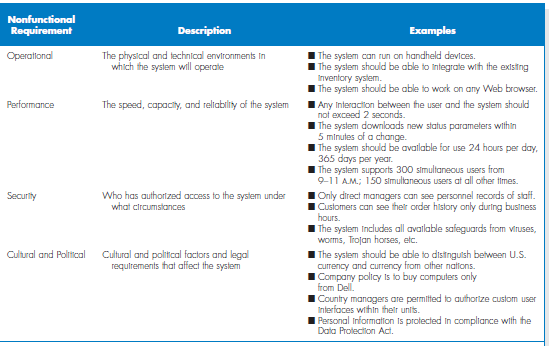 Nonfunctional
Requirement Description Examples
Operational The physical and technical environments in ■ The system can run on handheld devices.
which the system will operate ■ The system should be able to integrate with the existing
inventory system.
■ The system should be able to work on any Web browser.
Performance The speed, capacity, and reliability of the system ■ Any interaction between the user and the system should
not exceed 2 seconds.
■ The system downloads new status parameters within
5 minutes of a change.
■ The system should be available for use 24 hours per day,
365 days per year.
■ The system supports 300 simultaneous users from
9–11 A.M.; 150 simultaneous users at all other times.
Security Who has authorized access to the system under ■ Only direct managers can see personnel records of staff.
what circumstances ■ Customers can see their order history only during business
hours.
■ The system includes all available safeguards from viruses,
worms, Trojan horses, etc.
Cultural and Political Cultural and political factors and legal ■ The system should be able to distinguish between U.S.
requirements that affect the system currency and currency from other nations.
■ Company policy is to buy computers only
from Dell.
■ Country managers are permitted to authorize custom user
interfaces within their units.
■ Personal information is protected in compliance with the
Data Protection Act.